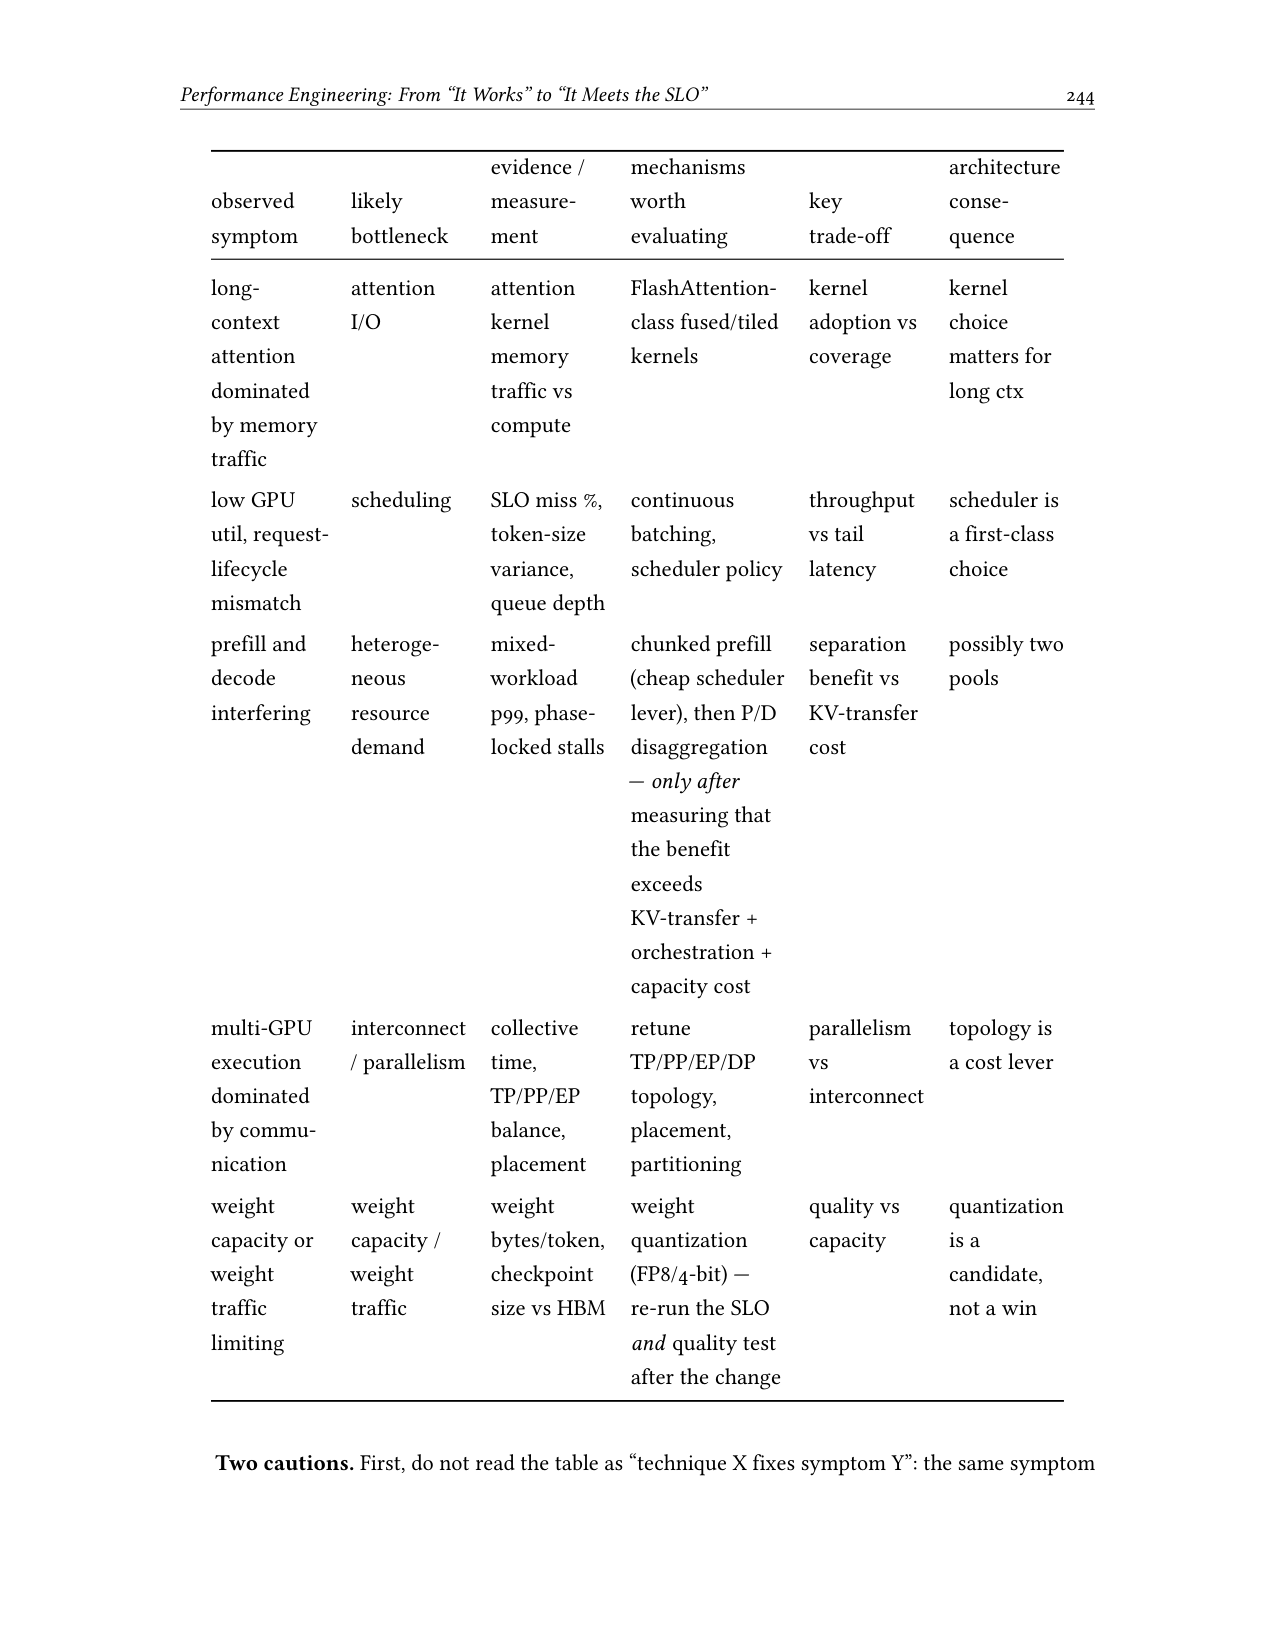 Performance Engineering: From “It Works” to “It Meets the SLO” 244
observed symptom | likely bottleneck | evidence / measure-ment | mechanisms worth evaluating | key trade-off | architecture conse-quence
long-
context
attention
dominated
by memory
traffic
attention
I/O
attention
kernel
memory
traffic vs
compute
FlashAttention-
class fused/tiled
kernels
kernel
adoption vs
coverage
kernel
choice
matters for
long ctx
low GPU
util, request-
lifecycle
mismatch
scheduling
SLO miss %,
token-size
variance,
queue depth
continuous
batching,
scheduler policy
throughput
vs tail
latency
scheduler is
a first-class
choice
prefill and
decode
interfering
heteroge-
neous
resource
demand
mixed-
workload
p99, phase-
locked stalls
chunked prefill
(cheap scheduler
lever), then P/D
disaggregation
— only after
measuring that
the benefit
exceeds
KV-transfer +
orchestration +
capacity cost
separation
benefit vs
KV-transfer
cost
possibly two
pools
multi-GPU
execution
dominated
by commu-
nication
interconnect
/ parallelism
collective
time,
TP/PP/EP
balance,
placement
retune
TP/PP/EP/DP
topology,
placement,
partitioning
parallelism
vs
interconnect
topology is
a cost lever
weight
capacity or
weight
traffic
limiting
weight
capacity /
weight
traffic
weight
bytes/token,
checkpoint
size vs HBM
weight
quantization
(FP8/4-bit) —
re-run the SLO
and quality test
after the change
quality vs
capacity
quantization
is a
candidate,
not a win
Two cautions. First, do not read the table as “technique X fixes symptom Y”: the same symptom